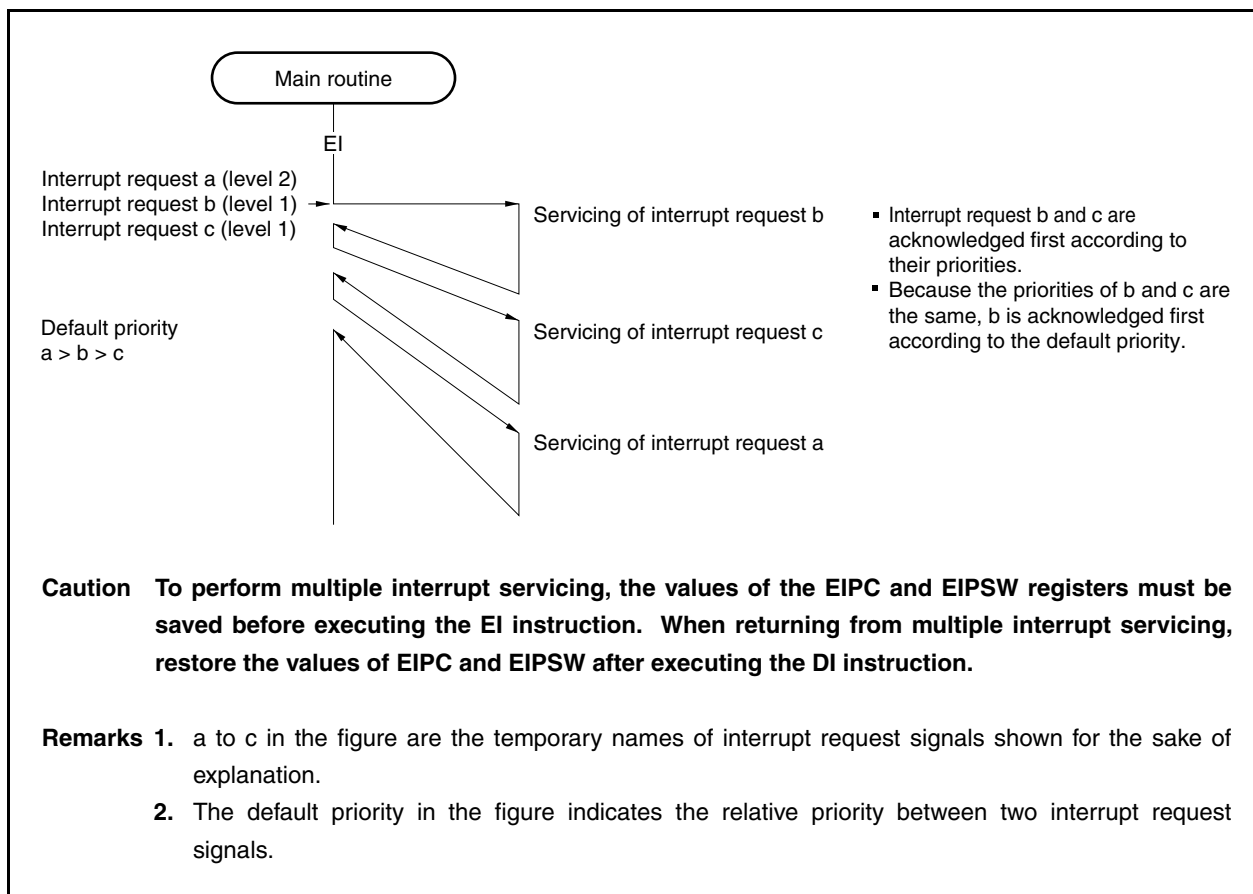 Main routine
EI
Interrupt request a (level 2)
Interrupt request b (level 1)
Interrupt request c (level 1)
Default priority
a > b > c
Servicing of interrupt request b
Servicing of interrupt request c
Servicing of interrupt request a
▪ Interrupt request b and c are
acknowledged first according to
their priorities.
▪ Because the priorities of b and c are
the same, b is acknowledged first
according to the default priority.
Caution To perform multiple interrupt servicing, the values of the EIPC and EIPSW registers must be
saved before executing the EI instruction. When returning from multiple interrupt servicing,
restore the values of EIPC and EIPSW after executing the DI instruction.
Remarks 1. a to c in the figure are the temporary names of interrupt request signals shown for the sake of
explanation.
2. The default priority in the figure indicates the relative priority between two interrupt request
signals.